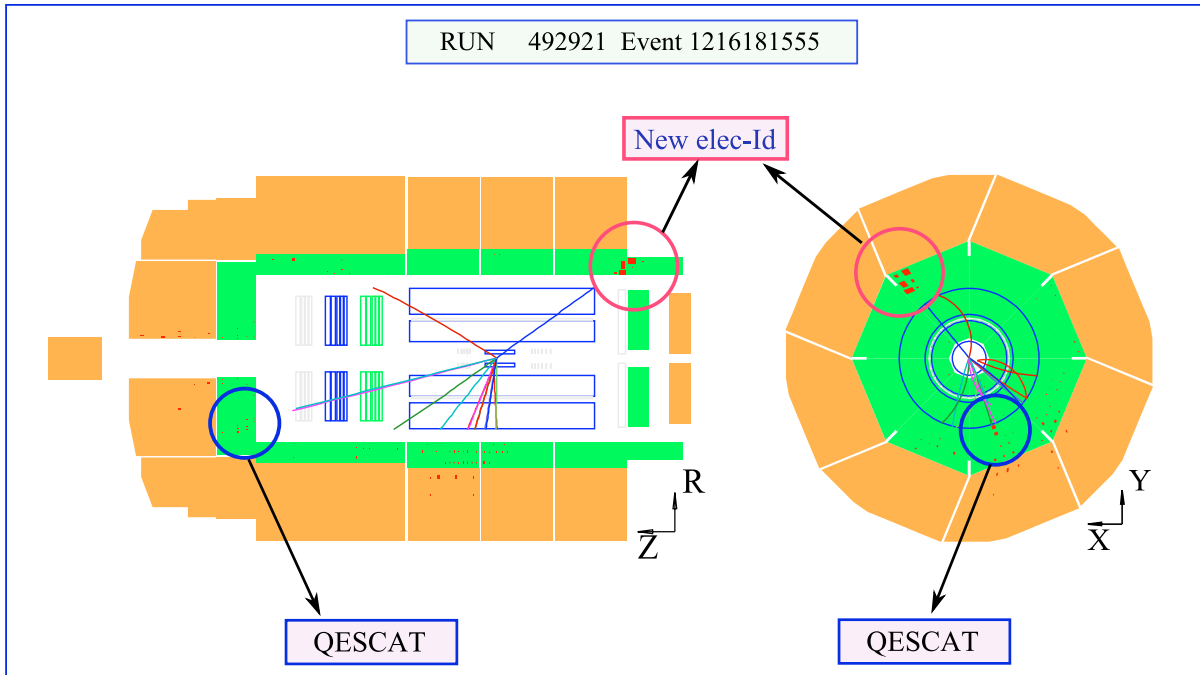 RUN 492921 Event 1216181555
New elec-Id
R
Z
Y
X
QESCAT
QESCAT